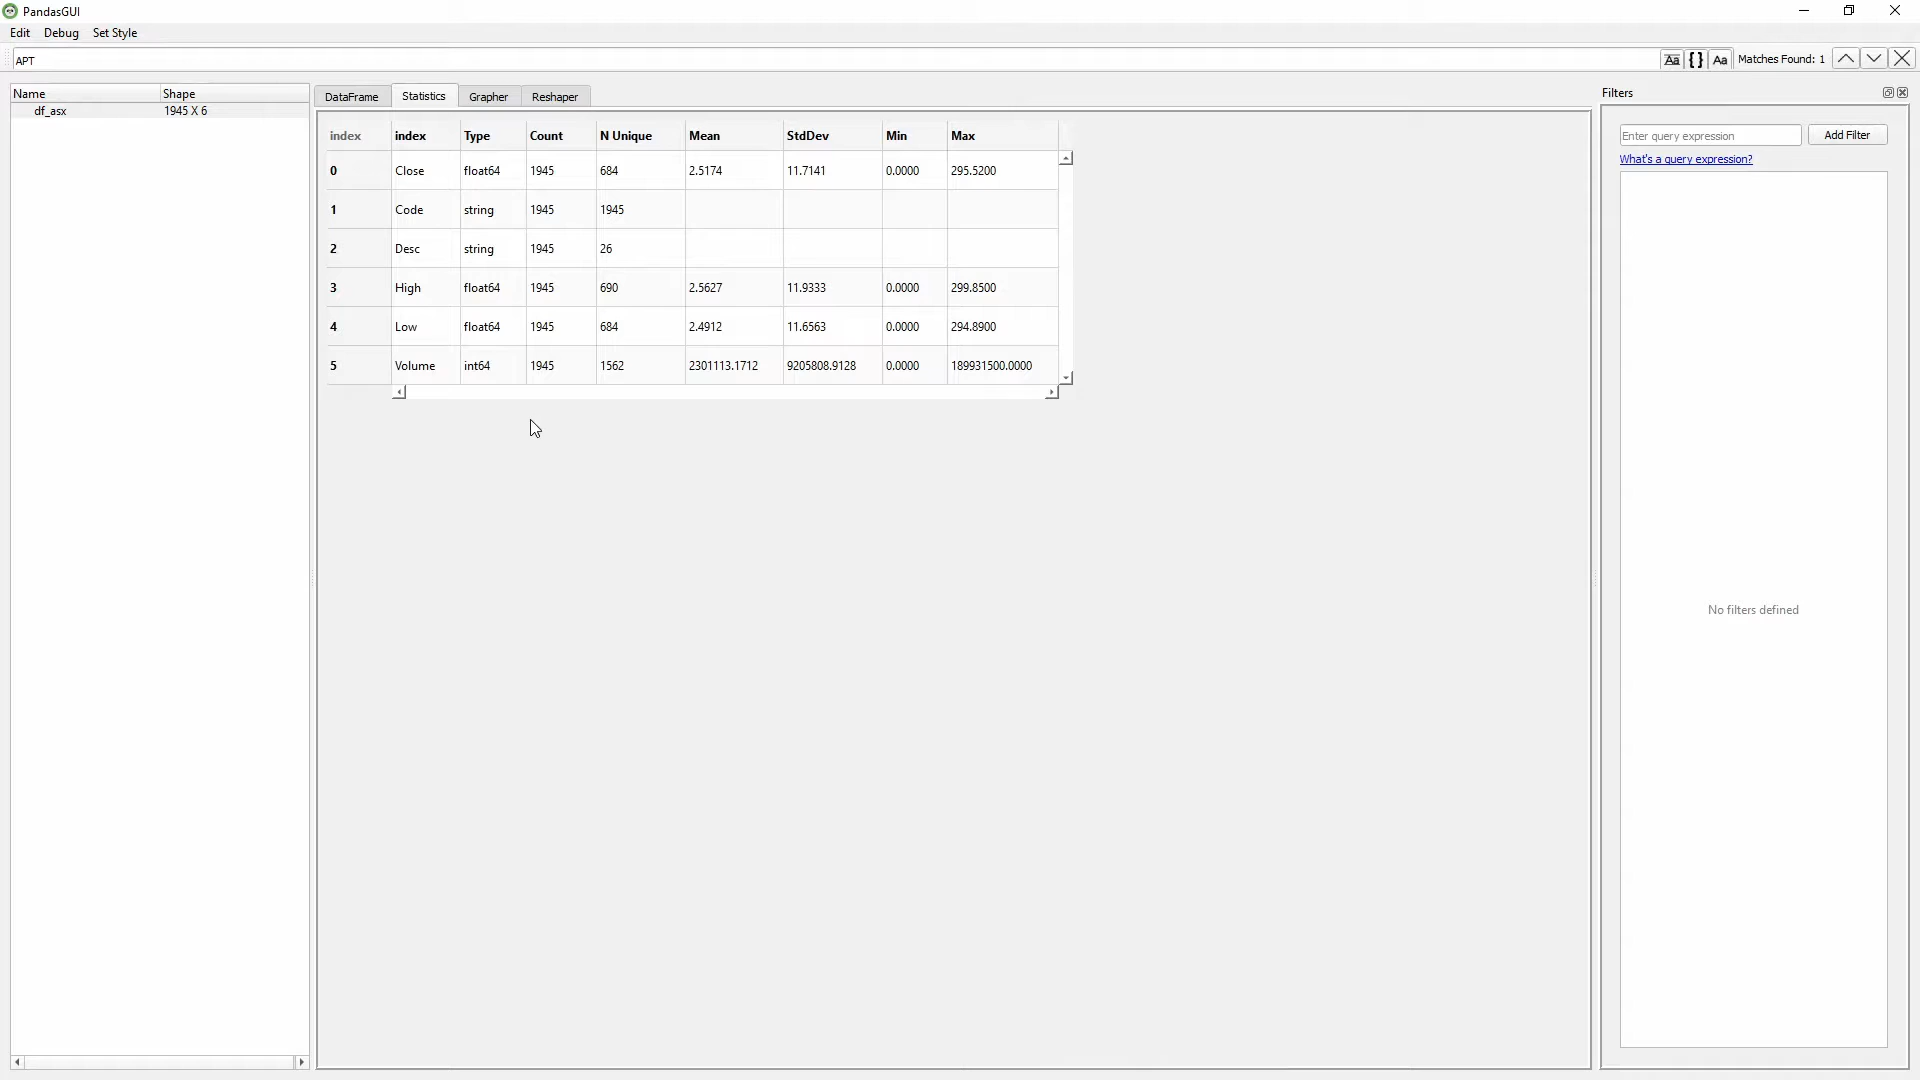 PandasGUI
Edit Debug Set Style
APT Aa {} Aa Matches Found: 1
Name Shape
df_asx 1945 X 6
DataFrame Statistics Grapher Reshaper
index index Type Count N Unique Mean StdDev Min Max
0 Close float64 1945 684 2.5174 11.7141 0.0000 295.5200
1 Code string 1945 1945
2 Desc string 1945 26
3 High float64 1945 690 2.5627 11.9333 0.0000 299.8500
4 Low float64 1945 684 2.4912 11.6563 0.0000 294.8900
5 Volume int64 1945 1562 2301113.1712 9205808.9128 0.0000 189931500.0000
Filters
Enter query expression Add Filter
What's a query expression?
No filters defined